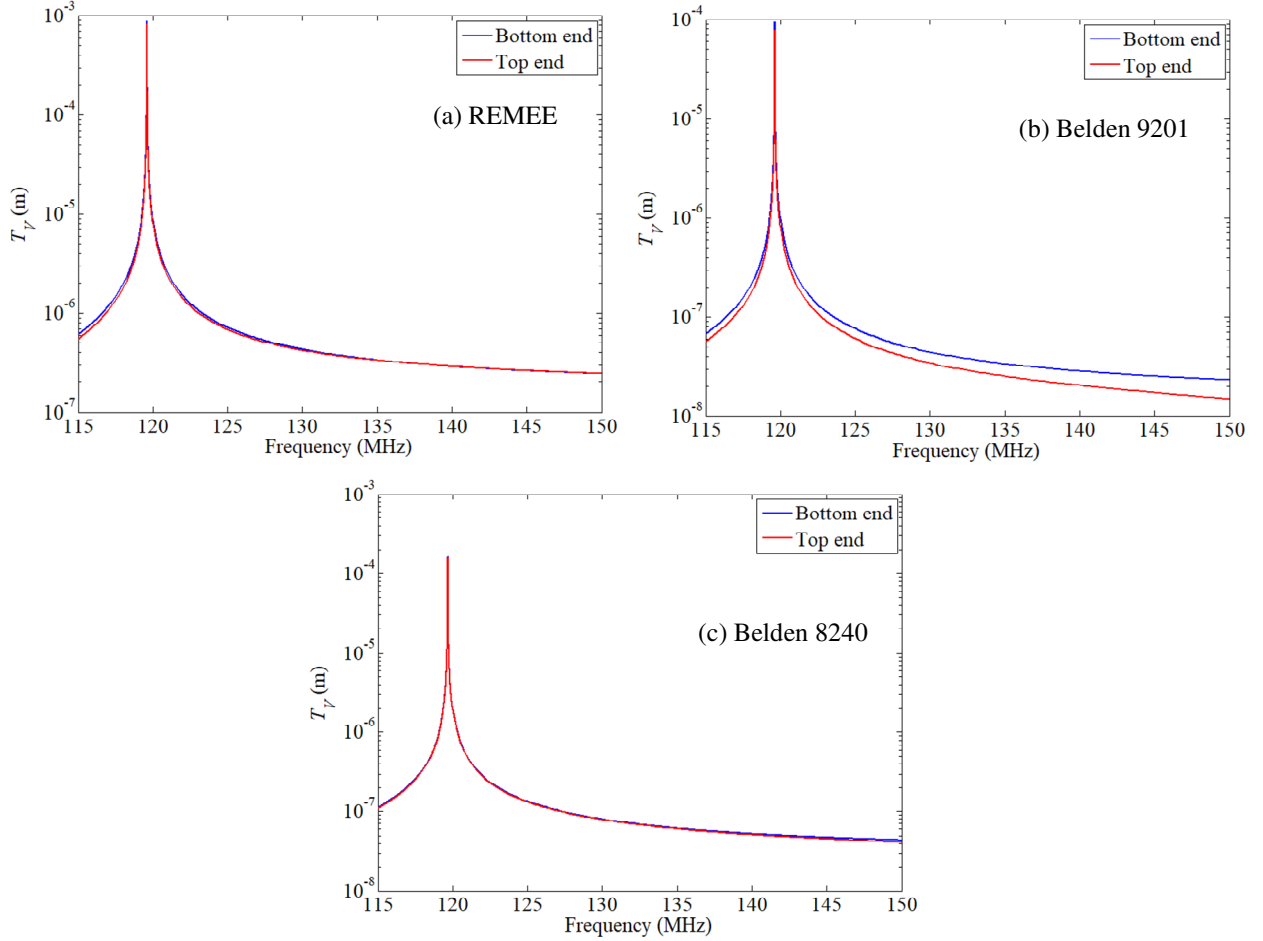 10^-3
10^-4
10^-5
10^-6
10^-7
T_V (m)
115 120 125 130 135 140 145 150
Frequency (MHz)
Bottom end
Top end
(a) REMEE
10^-4
10^-5
10^-6
10^-7
10^-8
T_V (m)
115 120 125 130 135 140 145 150
Frequency (MHz)
Bottom end
Top end
(b) Belden 9201
10^-3
10^-4
10^-5
10^-6
10^-7
10^-8
T_V (m)
115 120 125 130 135 140 145 150
Frequency (MHz)
Bottom end
Top end
(c) Belden 8240